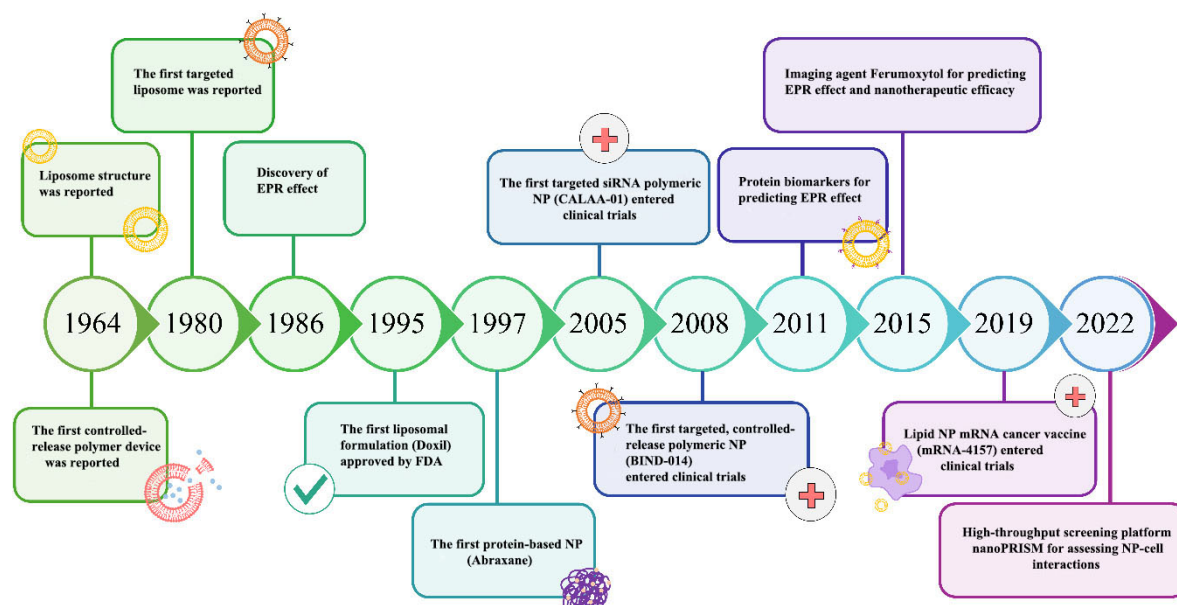 The first targeted
liposome was reported
Imaging agent Ferumoxytol for predicting
EPR effect and nanotherapeutic efficacy
Liposome structure
was reported
Discovery of
EPR effect
The first targeted siRNA polymeric
NP (CALAA-01) entered
clinical trials
Protein biomarkers for
predicting EPR effect
1964
1980
1986
1995
1997
2005
2008
2011
2015
2019
2022
The first controlled-
release polymer device
was reported
The first liposomal
formulation (Doxil)
approved by FDA
The first targeted, controlled-
release polymeric NP
(BIND-014)
entered clinical trials
Lipid NP mRNA cancer vaccine
(mRNA-4157) entered
clinical trials
The first protein-based NP
(Abraxane)
High-throughput screening platform
nanoPRISM for assessing NP-cell
interactions